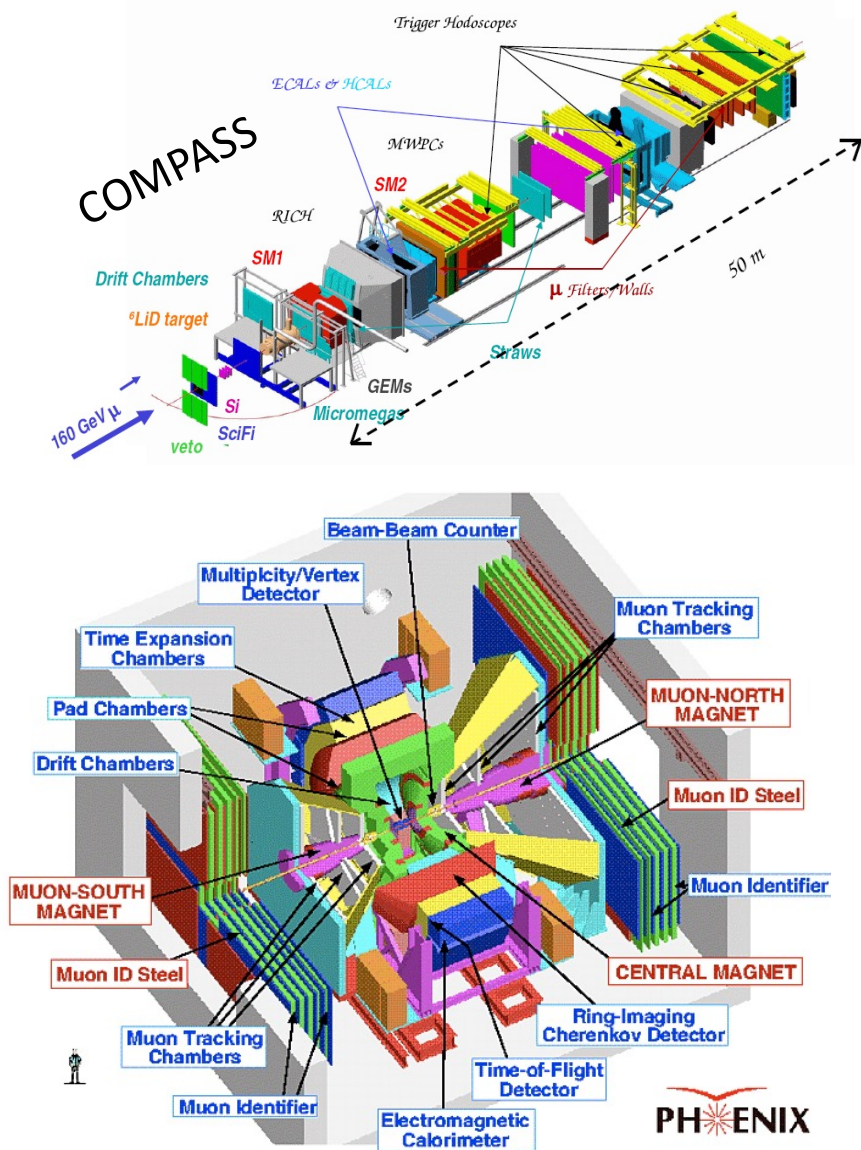 Trigger Hodoscopes
ECALs & HCALs
COMPASS
MWPCs
SM2
RICH
SM1
Drift Chambers
50 m
μ Filters/Walls
⁶LiD target
Straws
GEMs
Si
Micromegas
160 GeV μ
SciFi
veto
Beam-Beam Counter
Multiplcity/Vertex
Detector
Muon Tracking
Chambers
Time Expansion
Chambers
MUON-NORTH
MAGNET
Pad Chambers
Drift Chambers
Muon ID Steel
MUON-SOUTH
MAGNET
Muon Identifier
Muon ID Steel
CENTRAL MAGNET
Ring-Imaging
Cherenkov Detector
Muon Tracking
Chambers
Time-of-Flight
Detector
Muon Identifier
Electromagnetic
Calorimeter
PHENIX